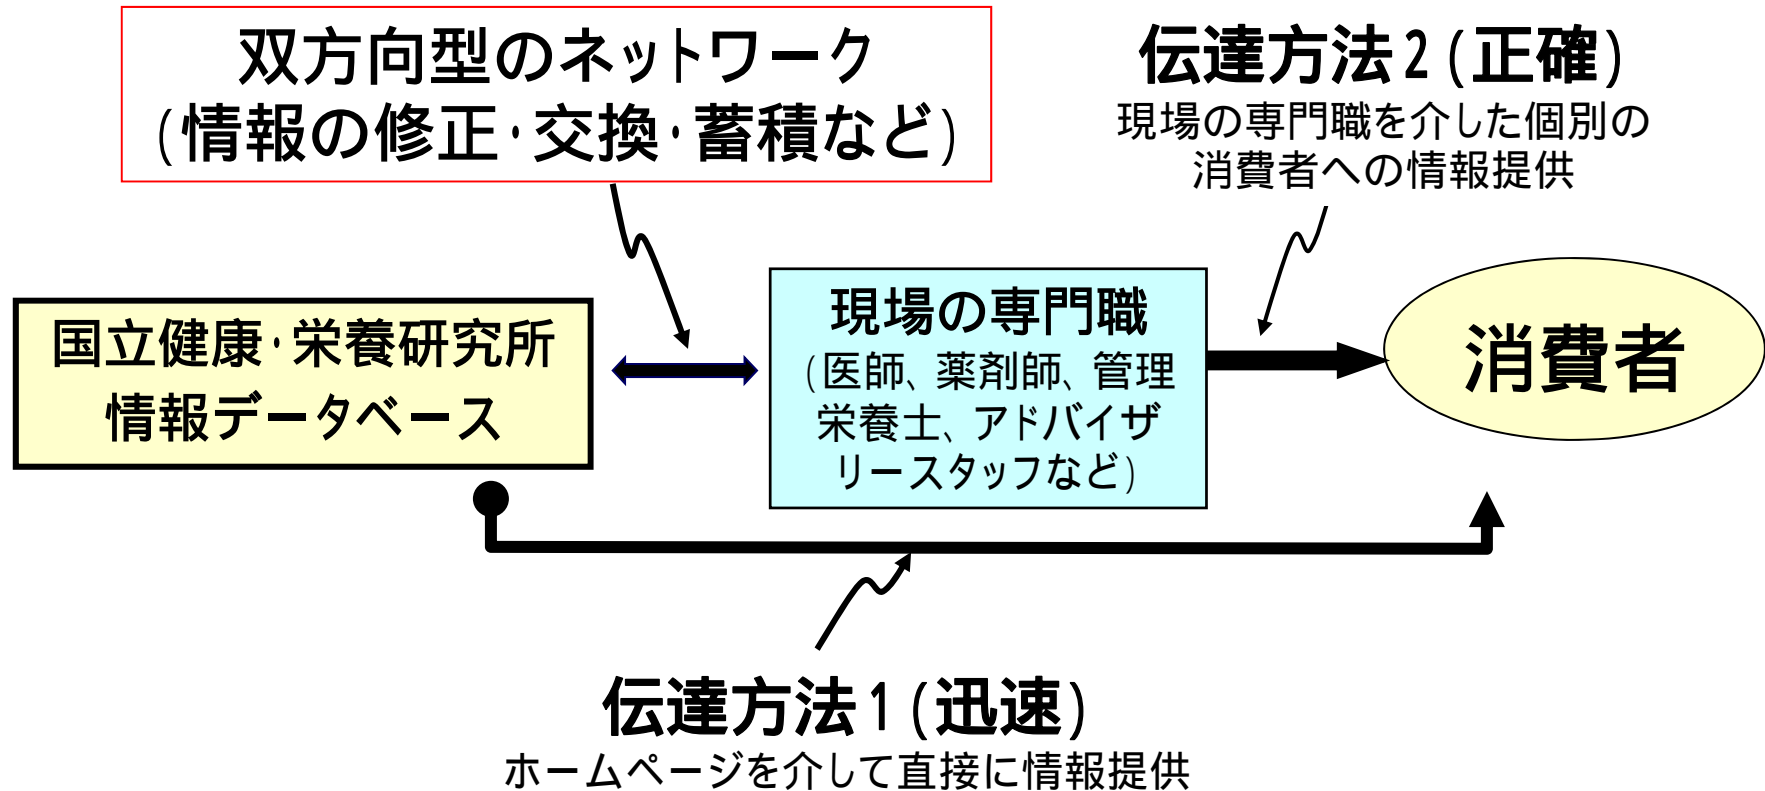 双方向型のネットワーク
(情報の修正・交換・蓄積など)
伝達方法2(正確)
現場の専門職を介した個別の
消費者への情報提供
国立健康・栄養研究所
情報データベース
現場の専門職
(医師、薬剤師、管理
栄養士、アドバイザ
リースタッフなど)
消費者
伝達方法1(迅速)
ホームページを介して直接に情報提供